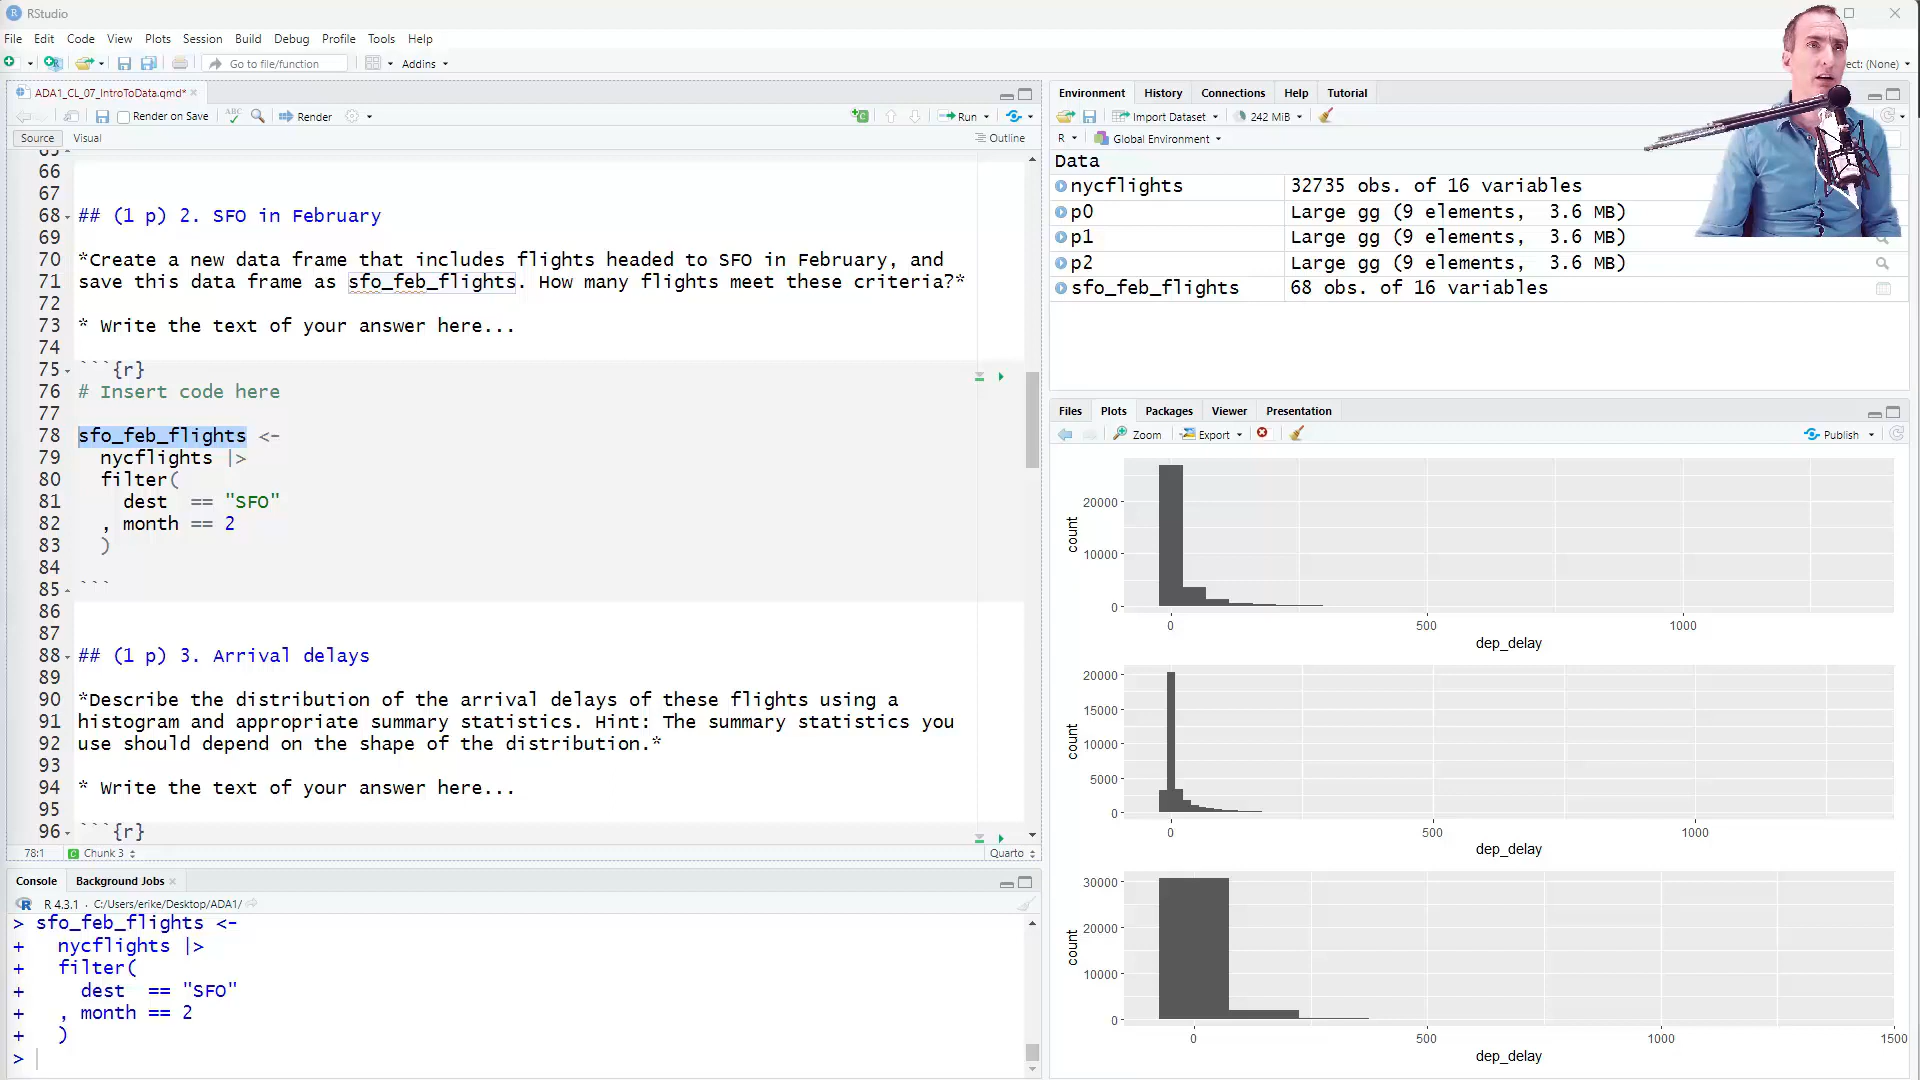 RStudio
File Edit Code View Plots Session Build Debug Profile Tools Help
Go to file/function Addins
ect: (None)
ADA1_CL_07_IntroToData.qmd*
Render on Save Render Run
Source Visual Outline
66
67
68 ## (1 p) 2. SFO in February
69
70 *Create a new data frame that includes flights headed to SFO in February, and
71 save this data frame as sfo_feb_flights. How many flights meet these criteria?*
72
73 * Write the text of your answer here...
74
75 ```{r}
76 # Insert code here
77
78 sfo_feb_flights <-
79 nycflights |>
80 filter(
81 dest == "SFO"
82 , month == 2
83 )
84
85 ```
86
87
88 ## (1 p) 3. Arrival delays
89
90 *Describe the distribution of the arrival delays of these flights using a
91 histogram and appropriate summary statistics. Hint: The summary statistics you
92 use should depend on the shape of the distribution.*
93
94 * Write the text of your answer here...
95
96 ```{r}
78:1 Chunk 3 Quarto
Console Background Jobs
R 4.3.1 · C:/Users/erike/Desktop/ADA1/
> sfo_feb_flights <-
+ nycflights |>
+ filter(
+ dest == "SFO"
+ , month == 2
+ )
>
Environment History Connections Help Tutorial
Import Dataset 242 MiB
R Global Environment
Data
nycflights 32735 obs. of 16 variables
p0 Large gg (9 elements, 3.6 MB)
p1 Large gg (9 elements, 3.6 MB)
p2 Large gg (9 elements, 3.6 MB)
sfo_feb_flights 68 obs. of 16 variables
Files Plots Packages Viewer Presentation
Zoom Export Publish
20000
10000
0
count
0 500 1000
dep_delay
20000
15000
10000
5000
0
count
0 500 1000
dep_delay
30000
20000
10000
0
count
0 500 1000 1500
dep_delay